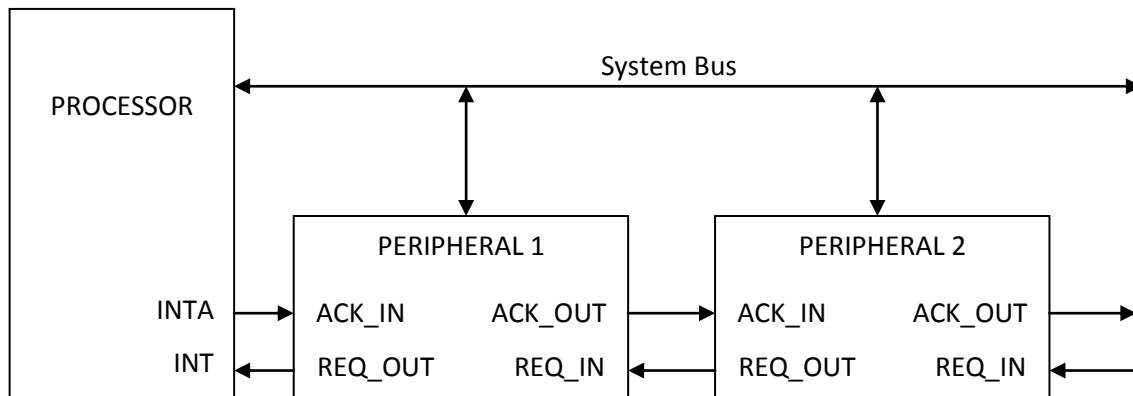 System Bus
PROCESSOR
PERIPHERAL 1
PERIPHERAL 2
INTA
ACK_IN
ACK_OUT
ACK_IN
ACK_OUT
INT
REQ_OUT
REQ_IN
REQ_OUT
REQ_IN